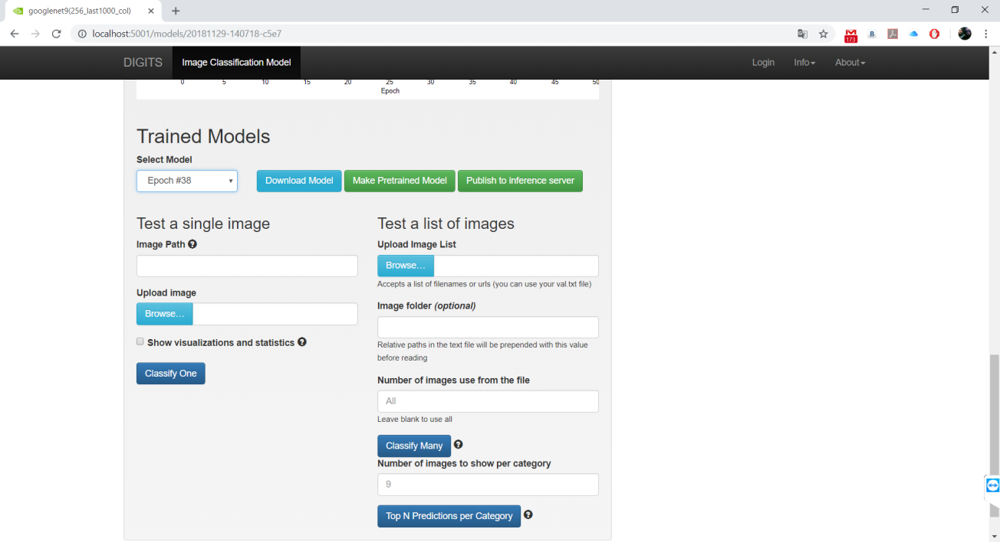 googlenet9(256_last1000_col)
localhost:5001/models/20181129-140718-c5e7
173
B
DIGITS Image Classification Model Login Info About
0 5 10 15 20 25 30 35 40 45 50
Epoch
Trained Models
Select Model
Epoch #38 Download Model Make Pretrained Model Publish to inference server
Test a single image
Image Path
Upload image
Browse…
Show visualizations and statistics
Classify One
Test a list of images
Upload Image List
Browse…
Accepts a list of filenames or urls (you can use your val.txt file)
Image folder (optional)
Relative paths in the text file will be prepended with this value
before reading
Number of images use from the file
All
Leave blank to use all
Classify Many
Number of images to show per category
9
Top N Predictions per Category